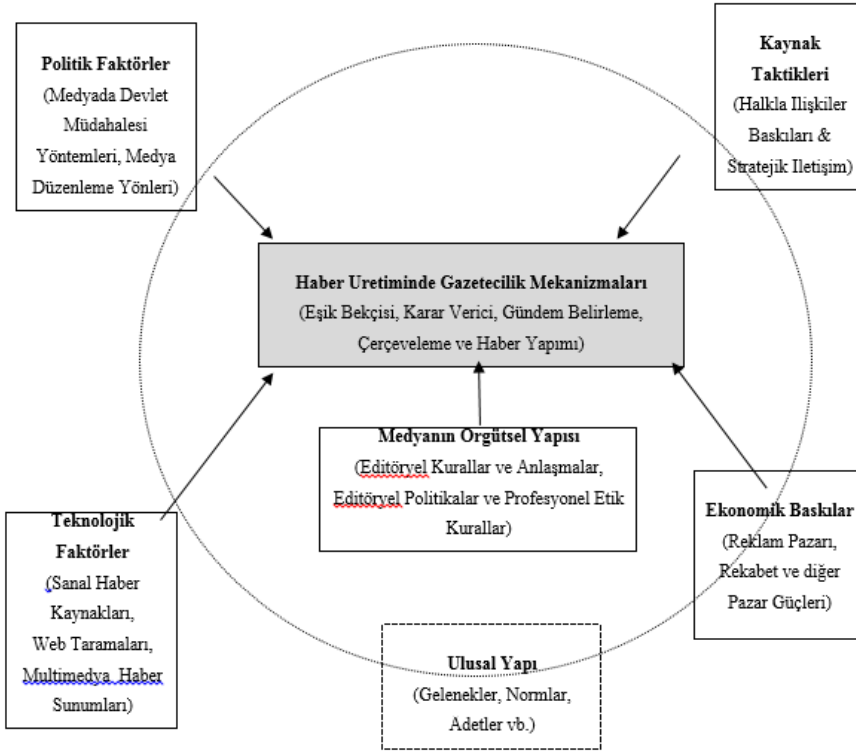 Politik Faktörler
(Medyada Devlet
Müdahalesi
Yöntemleri, Medya
Düzenleme Yönleri)
Kaynak
Taktikleri
(Halkla Ilişkiler
Baskıları &
Stratejik Iletişim)
Haber Uretiminde Gazetecilik Mekanizmaları
(Eşik Bekçisi, Karar Verici, Gündem Belirleme,
Çerçeveleme ve Haber Yapımı)
Medyanın Orgütsel Yapısı
(Editöryel Kurallar ve Anlaşmalar,
Editöryel Politikalar ve Profesyonel Etik
Kurallar)
Teknolojik
Faktörler
(Sanal Haber
Kaynakları,
Web Taramaları,
Multimedya Haber
Sunumları)
Ekonomik Baskılar
(Reklam Pazarı,
Rekabet ve diğer
Pazar Güçleri)
Ulusal Yapı
(Gelenekler, Normlar,
Adetler vb.)